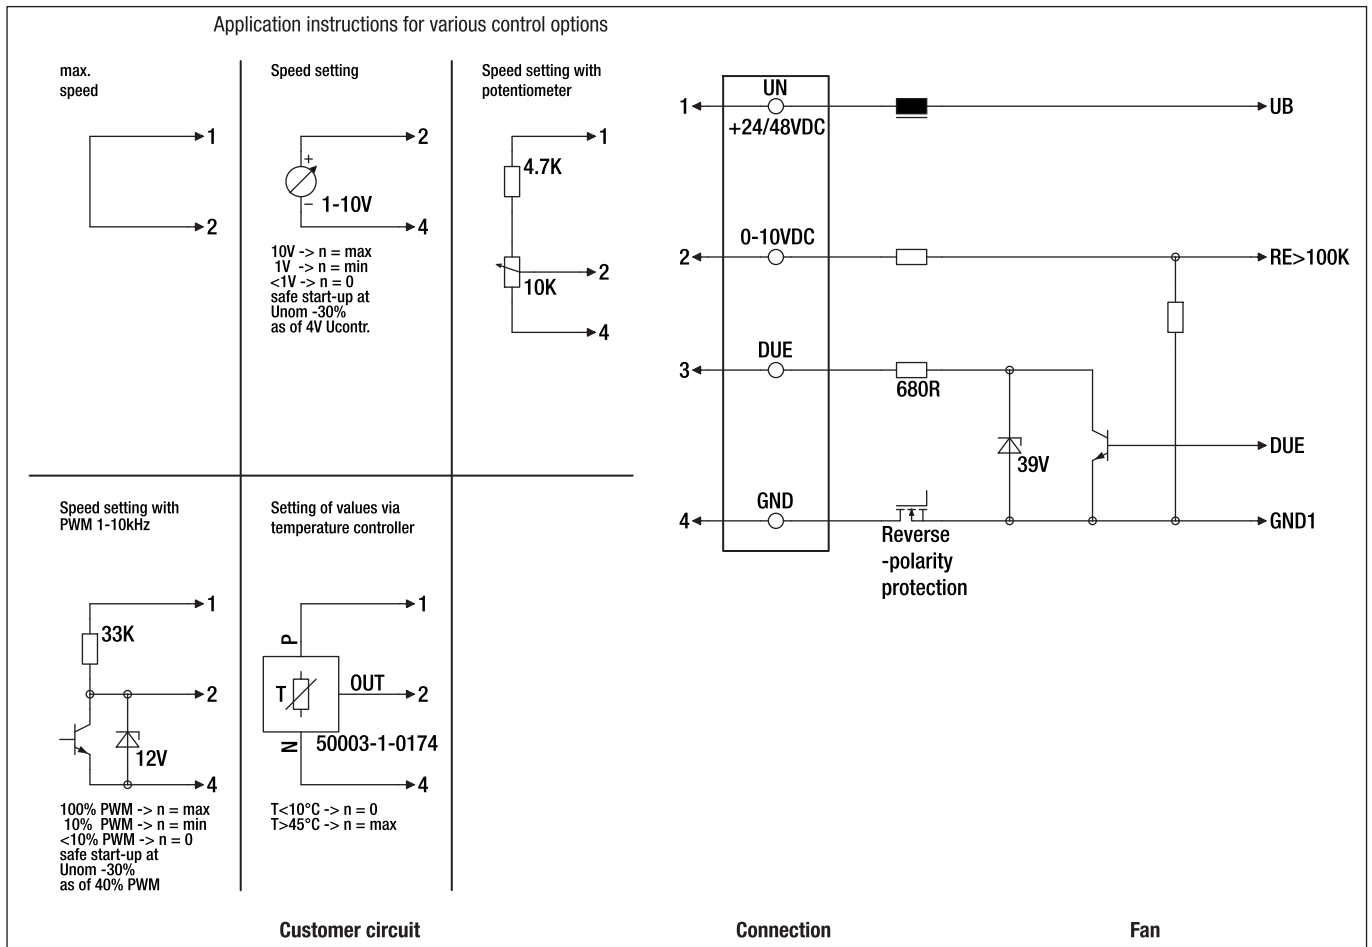 Application instructions for various control options
max.
speed
1
2
Speed setting
2
+
1-10V
–
4
10V -> n = max
1V -> n = min
<1V -> n = 0
safe start-up at
Unom -30%
as of 4V Ucontr.
Speed setting with
potentiometer
1
4.7K
2
10K
4
Speed setting with
PWM 1-10kHz
1
33K
2
12V
4
100% PWM -> n = max
10% PWM -> n = min
<10% PWM -> n = 0
safe start-up at
Unom -30%
as of 40% PWM
Setting of values via
temperature controller
1
P
T
OUT
2
N
50003-1-0174
4
T<10°C -> n = 0
T>45°C -> n = max
UN
1
UB
+24/48VDC
0-10VDC
2
RE>100K
DUE
3
680R
39V
DUE
GND
4
GND1
Reverse
-polarity
protection
Customer circuit
Connection
Fan